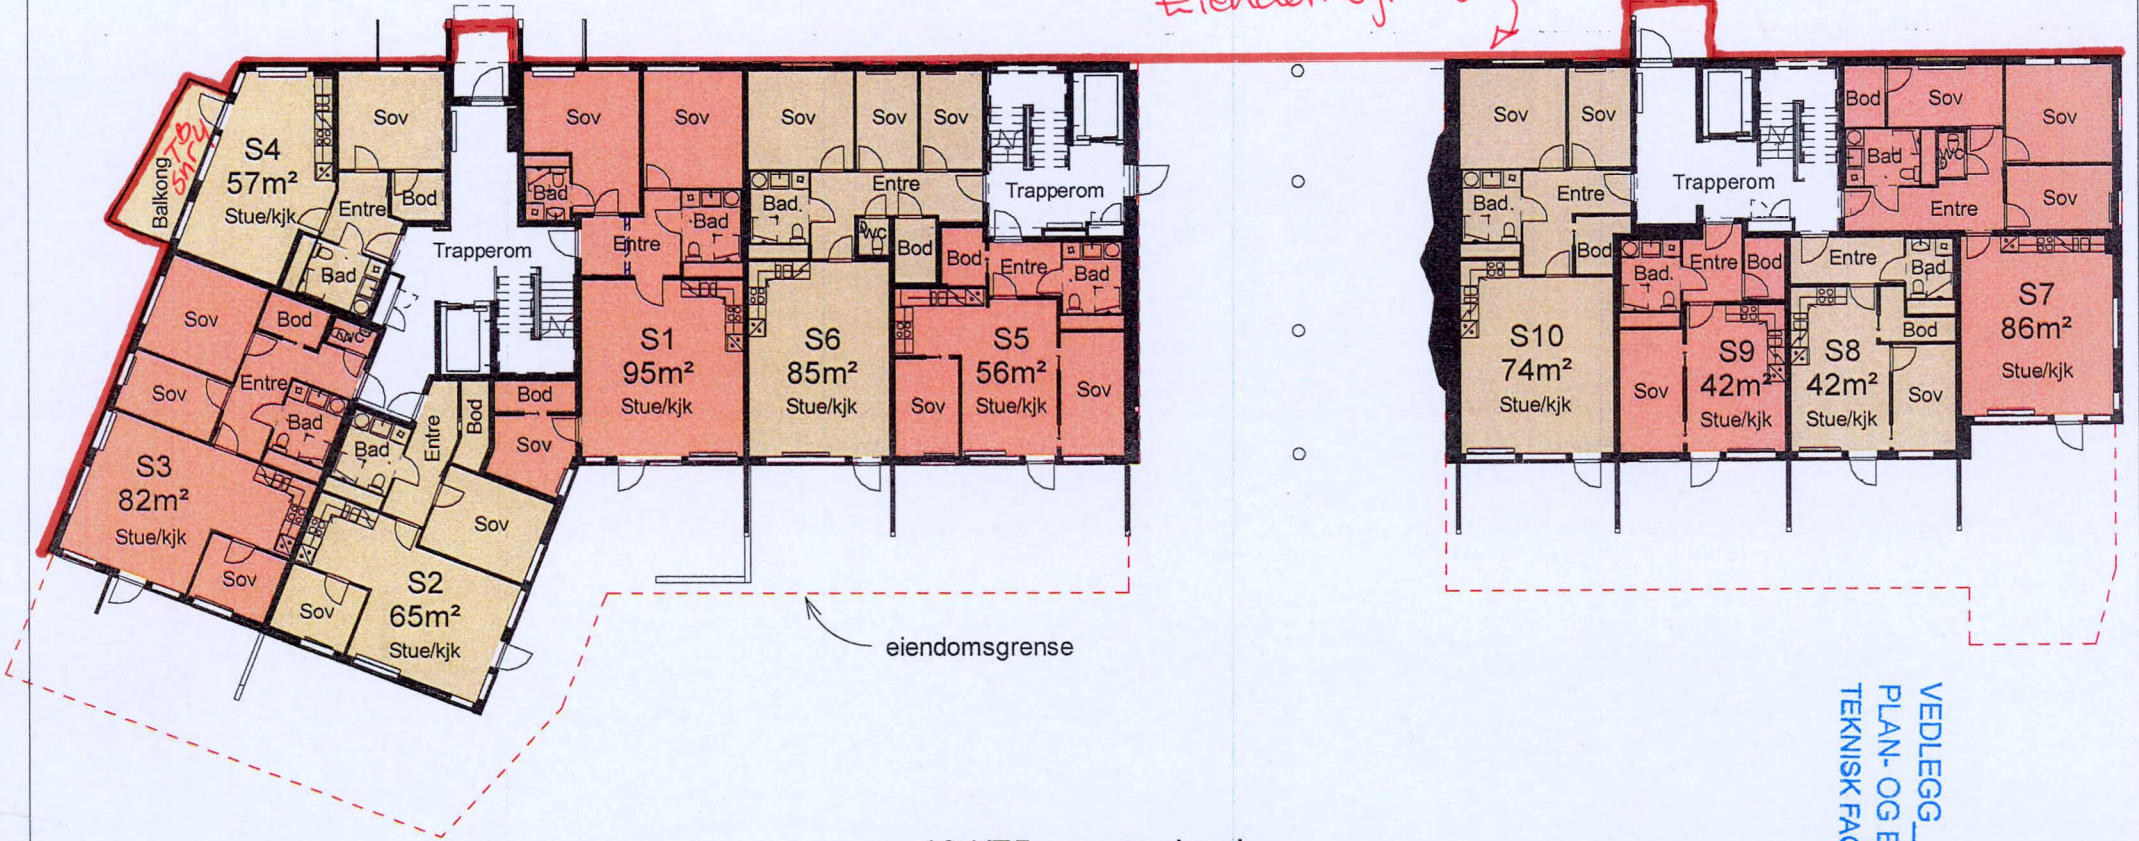 Eiendomsgrense
Balkong
TB
snr 4
S4
57m²
Stue/kjk
Sov
Bod
Entre
Bad
Trapperom
Sov
Sov
Bad
Entre
Bad
S1
95m²
Stue/kjk
Bod
Sov
Sov
Sov
Sov
Bad.
Entre
WC
Bod
S6
85m²
Stue/kjk
Trapperom
Bod
Entre
Bad
S5
56m²
Stue/kjk
Sov
Sov
Sov
Bod
WC
Sov
Entre
Bad
S3
82m²
Stue/kjk
Sov
Bad
Entre
Bod
Sov
S2
65m²
Stue/kjk
Sov
eiendomsgrense
Sov
Sov
Bad.
Entre
Bod
S10
74m²
Stue/kjk
Trapperom
Bad.
Entre
Bod
Sov
S9
42m²
Stue/kjk
Entre
Bad
Bod
S8
42m²
Stue/kjk
Sov
Bod
Sov
Sov
Bad
WC
Entre
Sov
S7
86m²
Stue/kjk
VEDLEGG
PLAN- OG
TEKNISK